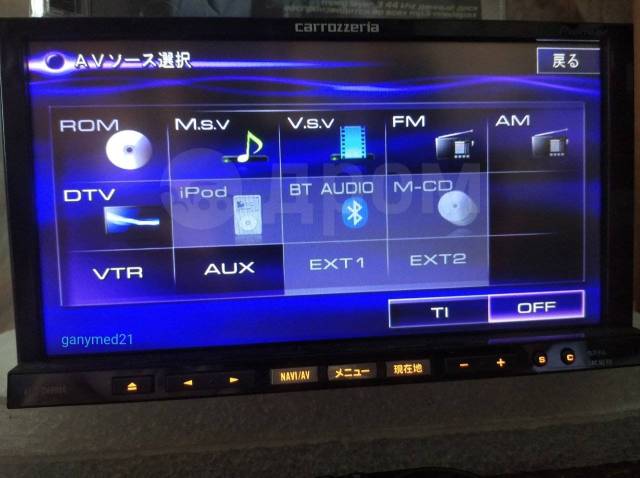 carrozzeria
AVソース選択
戻る
ROM
M.S.V
V.S.V
FM
AM
DTV
iPod
BT AUDIO
M-CD
дром
VTR
AUX
EXT1
EXT2
TI
OFF
ganymed21
NAVI/AV
メニュー
現在地
S
C